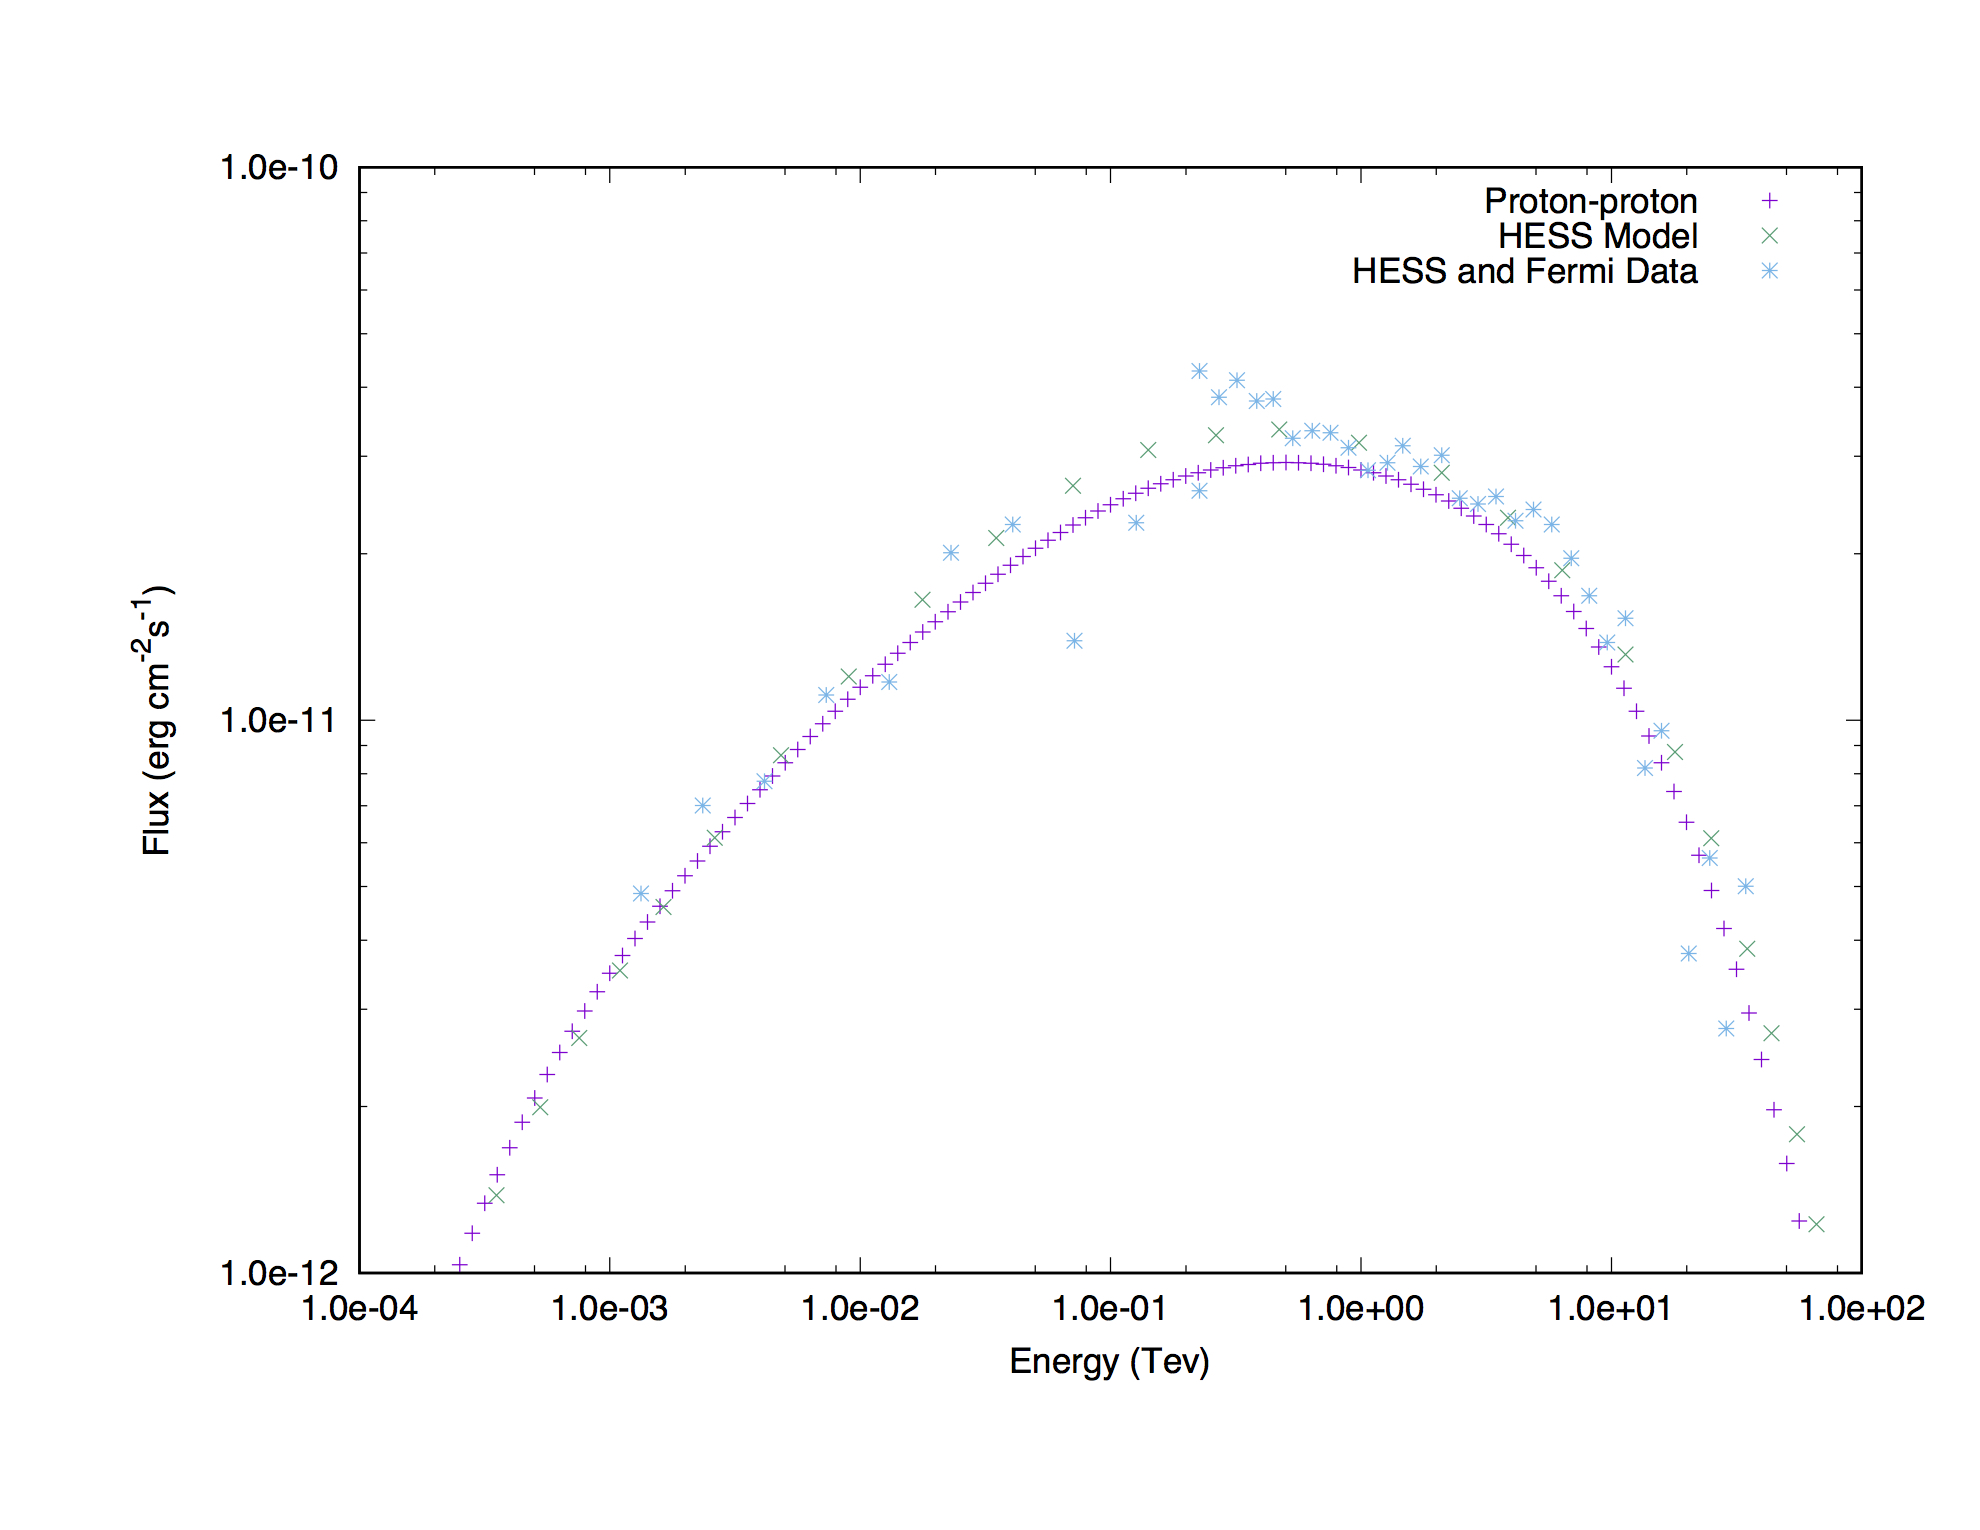 1.0e-10
1.0e-11
1.0e-12
Flux (erg cm-2s-1)
Proton-proton
HESS Model
HESS and Fermi Data
1.0e-04 1.0e-03 1.0e-02 1.0e-01 1.0e+00 1.0e+01 1.0e+02
Energy (Tev)